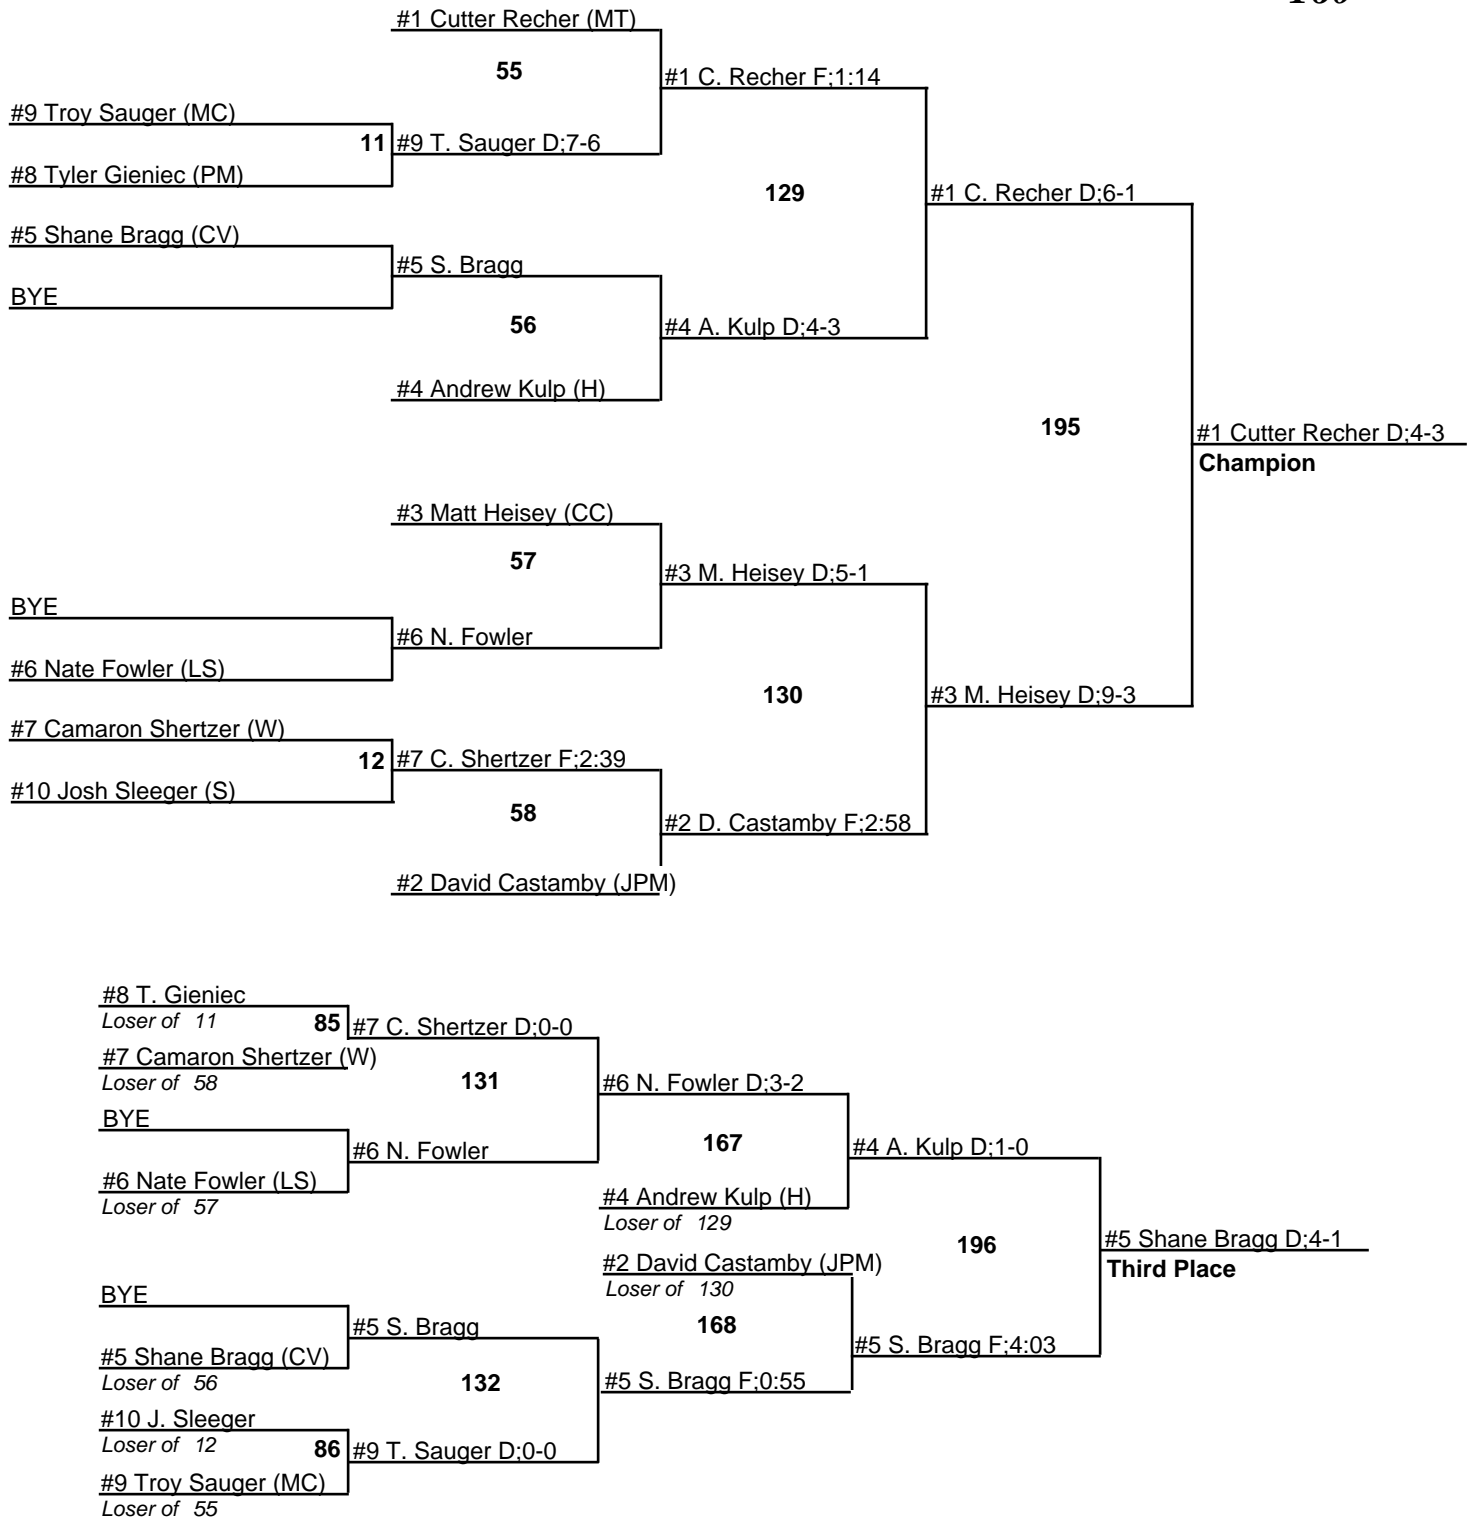 #1 Cutter Recher (MT)
55
#1 C. Recher F;1:14
#9 Troy Sauger (MC)
11
#9 T. Sauger D;7-6
#8 Tyler Gieniec (PM)
129
#1 C. Recher D;6-1
#5 Shane Bragg (CV)
#5 S. Bragg
BYE
56
#4 A. Kulp D;4-3
#4 Andrew Kulp (H)
195
#1 Cutter Recher D;4-3
Champion
#3 Matt Heisey (CC)
57
#3 M. Heisey D;5-1
BYE
#6 N. Fowler
#6 Nate Fowler (LS)
130
#3 M. Heisey D;9-3
#7 Camaron Shertzer (W)
12
#7 C. Shertzer F;2:39
#10 Josh Sleeger (S)
58
#2 D. Castamby F;2:58
#2 David Castamby (JPM)
#8 T. Gieniec
Loser of 11
85
#7 C. Shertzer D;0-0
#7 Camaron Shertzer (W)
Loser of 58
131
#6 N. Fowler D;3-2
BYE
#6 N. Fowler
167
#4 A. Kulp D;1-0
#6 Nate Fowler (LS)
Loser of 57
#4 Andrew Kulp (H)
Loser of 129
196
#5 Shane Bragg D;4-1
Third Place
#2 David Castamby (JPM)
Loser of 130
BYE
#5 S. Bragg
168
#5 S. Bragg F;4:03
#5 Shane Bragg (CV)
Loser of 56
132
#5 S. Bragg F;0:55
#10 J. Sleeger
Loser of 12
86
#9 T. Sauger D;0-0
#9 Troy Sauger (MC)
Loser of 55